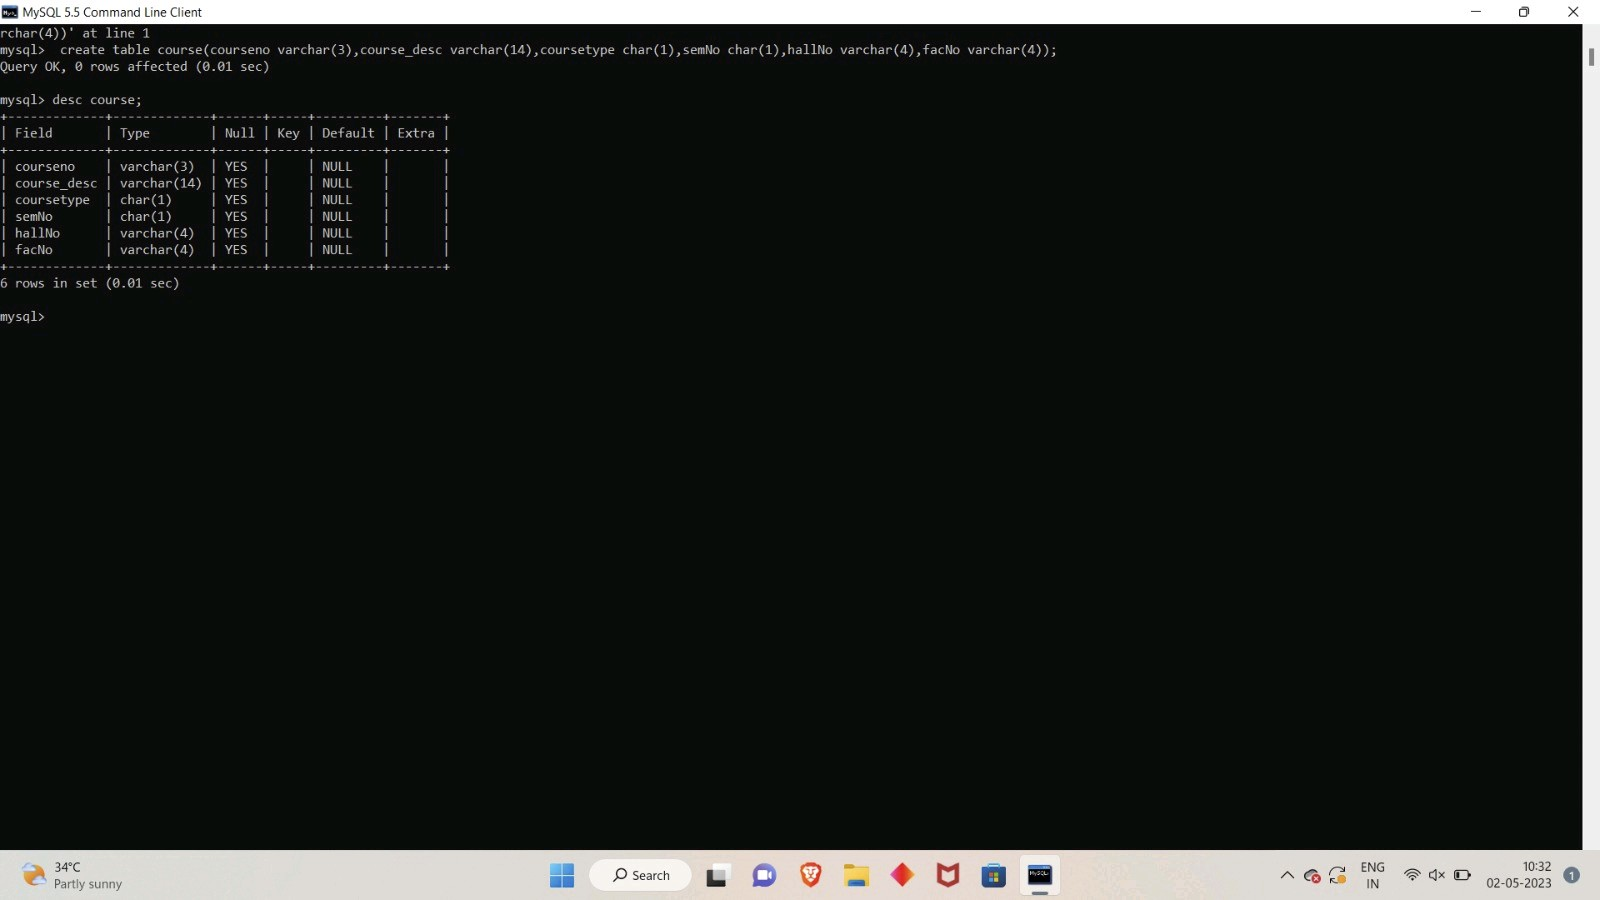 MySQL 5.5 Command Line Client
rchar(4))' at line 1
mysql>  create table course(courseno varchar(3),course_desc varchar(14),coursetype char(1),semNo char(1),hallNo varchar(4),facNo varchar(4));
Query OK, 0 rows affected (0.01 sec)
mysql> desc course;
+-------------+-------------+------+-----+---------+-------+
| Field       | Type        | Null | Key | Default | Extra |
+-------------+-------------+------+-----+---------+-------+
| courseno    | varchar(3)  | YES  |     | NULL    |       |
| course_desc | varchar(14) | YES  |     | NULL    |       |
| coursetype  | char(1)     | YES  |     | NULL    |       |
| semNo       | char(1)     | YES  |     | NULL    |       |
| hallNo      | varchar(4)  | YES  |     | NULL    |       |
| facNo       | varchar(4)  | YES  |     | NULL    |       |
+-------------+-------------+------+-----+---------+-------+
6 rows in set (0.01 sec)
mysql>
34°C
Partly sunny
Search
MySQL
ENG
IN
10:32
02-05-2023
1